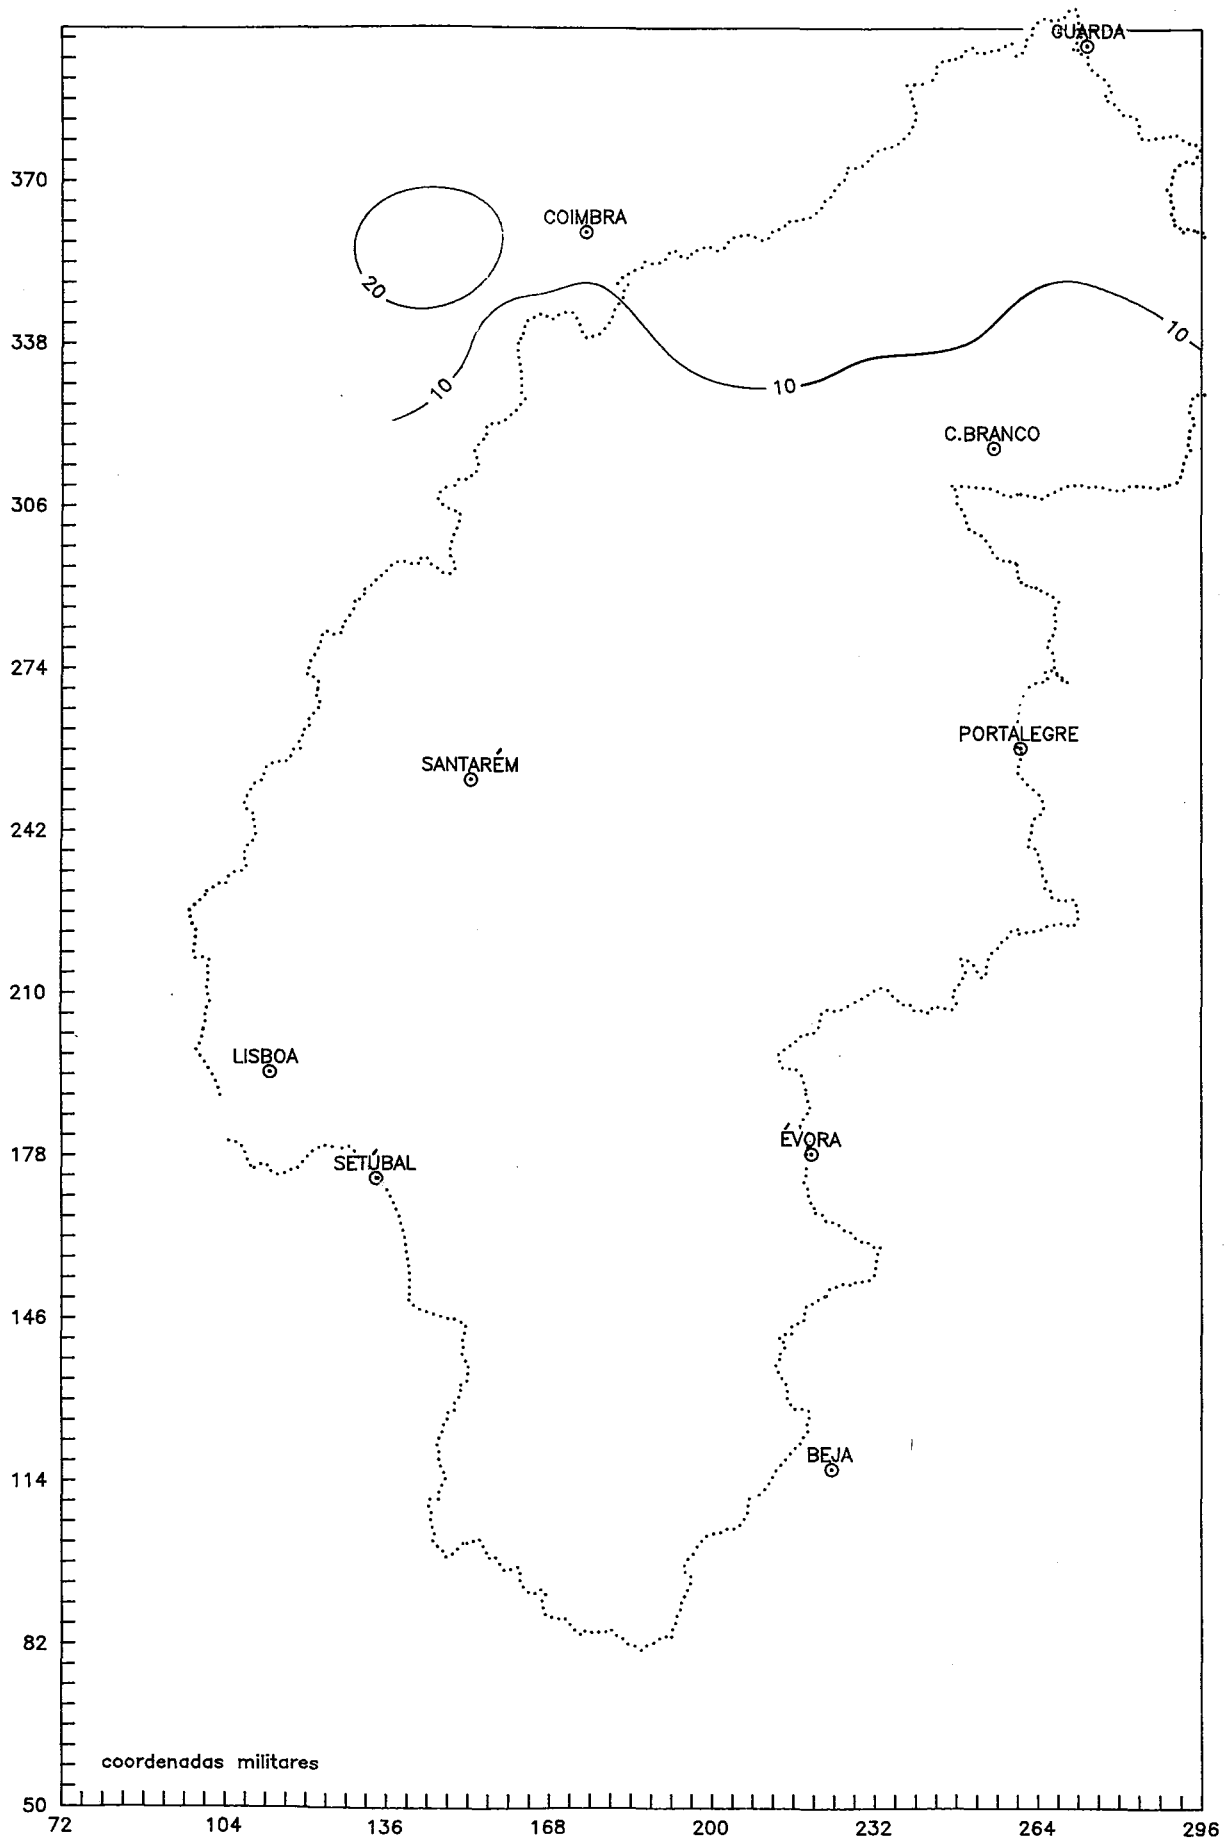 GUARDA
370
COIMBRA
20
338
10
10
10
C.BRANCO
306
274
PORTALEGRE
SANTARÉM
242
210
LISBOA
178
ÉVORA
SETÚBAL
146
BEJA
114
82
coordenadas militares
50
72 104 136 168 200 232 264 296